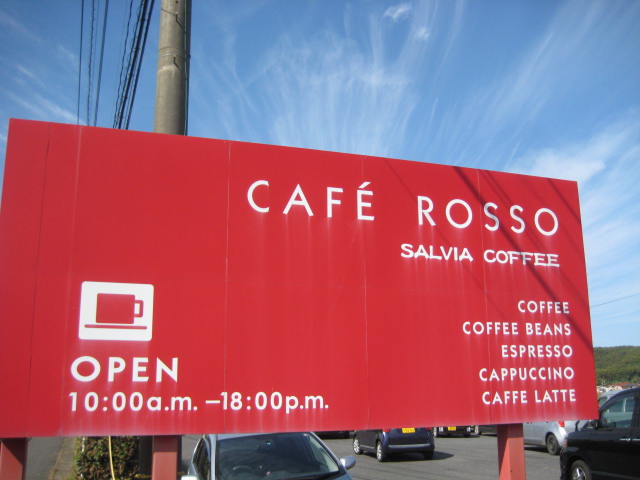 CAFÉ ROSSO
SALVIA COFFEE
COFFEE
COFFEE BEANS
ESPRESSO
CAPPUCCINO
CAFFE LATTE
OPEN
10:00a.m. –18:00p.m.